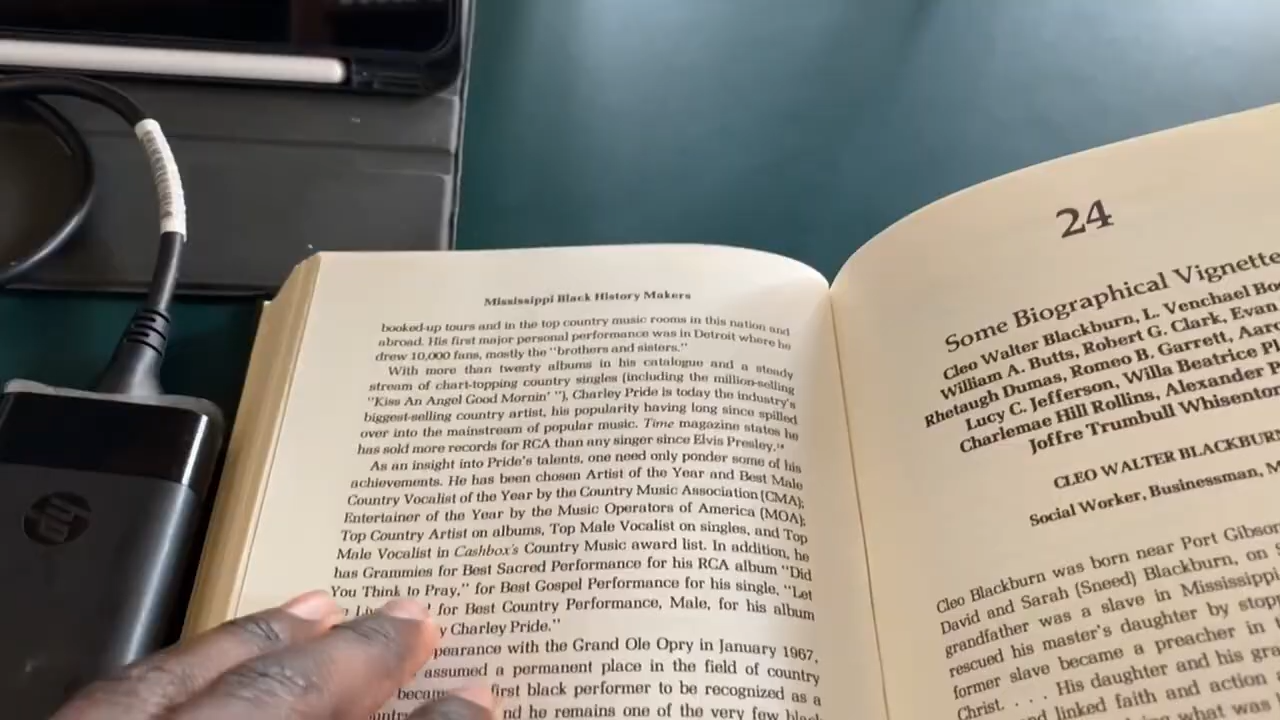 Mississippi Black History Makers
booked-up tours and in the top country music rooms in this nation and
abroad. His first major personal performance was in Detroit where he
drew 10,000 fans, mostly the "brothers and sisters."
With more than twenty albums in his catalogue and a steady
stream of chart-topping country singles (including the million-selling
"Kiss An Angel Good Mornin' "), Charley Pride is today the industry's
biggest-selling country artist, his popularity having long since spilled
over into the mainstream of popular music. Time magazine states he
has sold more records for RCA than any singer since Elvis Presley.
As an insight into Pride's talents, one need only ponder some of his
achievements. He has been chosen Artist of the Year and Best Male
Country Vocalist of the Year by the Country Music Association (CMA);
Entertainer of the Year by the Music Operators of America (MOA);
Top Country Artist on albums, Top Male Vocalist on singles, and Top
Male Vocalist in Cashbox's Country Music award list. In addition, he
has Grammies for Best Sacred Performance for his RCA album "Did
You Think to Pray," for Best Gospel Performance for his single, "Let
for Best Country Performance, Male, for his album
y Charley Pride."
pearance with the Grand Ole Opry in January 1967,
assumed a permanent place in the field of country
becam first black performer to be recognized as a
nd he remains one of the very few black
24
Some Biographical Vignette
Cleo Walter Blackburn, L. Venchael Bo
William A. Butts, Robert G. Clark, Evan
Rhetaugh Dumas, Romeo B. Garrett, Aaro
Lucy C. Jefferson, Willa Beatrice Pl
Charlemae Hill Rollins, Alexander P
Joffre Trumbull Whisenton
CLEO WALTER BLACKBURN
Social Worker, Businessman, M
Cleo Blackburn was born near Port Gibson
David and Sarah (Sneed) Blackburn, on
grandfather was a slave in Mississippi
rescued his master's daughter by stop
former slave became a preacher in
Christ. . . . His daughter and his gra
linked faith and action
what was
hp